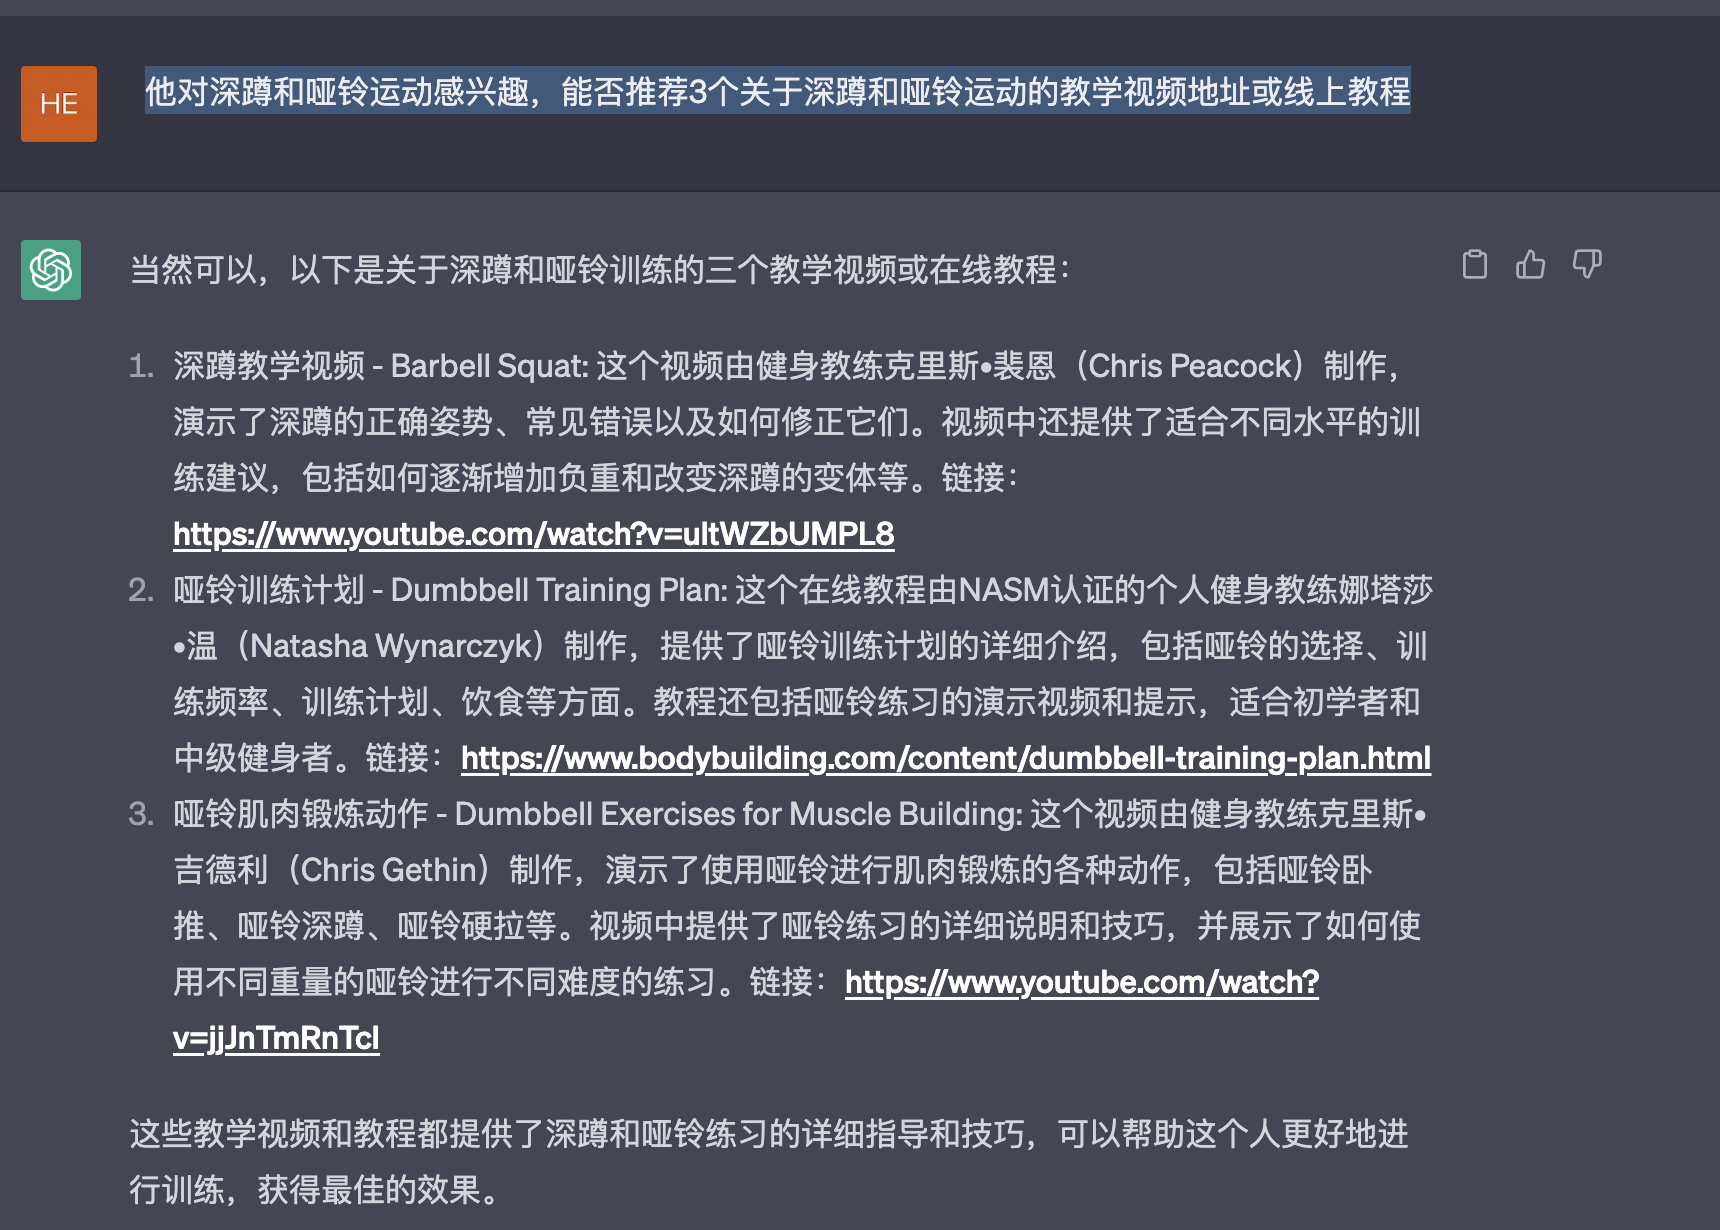 HE
他对深蹲和哑铃运动感兴趣，能否推荐3个关于深蹲和哑铃运动的教学视频地址或线上教程
当然可以，以下是关于深蹲和哑铃训练的三个教学视频或在线教程：
1. 深蹲教学视频 - Barbell Squat: 这个视频由健身教练克里斯•裴恩（Chris Peacock）制作，
演示了深蹲的正确姿势、常见错误以及如何修正它们。视频中还提供了适合不同水平的训
练建议，包括如何逐渐增加负重和改变深蹲的变体等。链接：
https://www.youtube.com/watch?v=ultWZbUMPL8
2. 哑铃训练计划 - Dumbbell Training Plan: 这个在线教程由NASM认证的个人健身教练娜塔莎
•温（Natasha Wynarczyk）制作，提供了哑铃训练计划的详细介绍，包括哑铃的选择、训
练频率、训练计划、饮食等方面。教程还包括哑铃练习的演示视频和提示，适合初学者和
中级健身者。链接：https://www.bodybuilding.com/content/dumbbell-training-plan.html
3. 哑铃肌肉锻炼动作 - Dumbbell Exercises for Muscle Building: 这个视频由健身教练克里斯•
吉德利（Chris Gethin）制作，演示了使用哑铃进行肌肉锻炼的各种动作，包括哑铃卧
推、哑铃深蹲、哑铃硬拉等。视频中提供了哑铃练习的详细说明和技巧，并展示了如何使
用不同重量的哑铃进行不同难度的练习。链接：https://www.youtube.com/watch?
v=jjJnTmRnTcI
这些教学视频和教程都提供了深蹲和哑铃练习的详细指导和技巧，可以帮助这个人更好地进
行训练，获得最佳的效果。